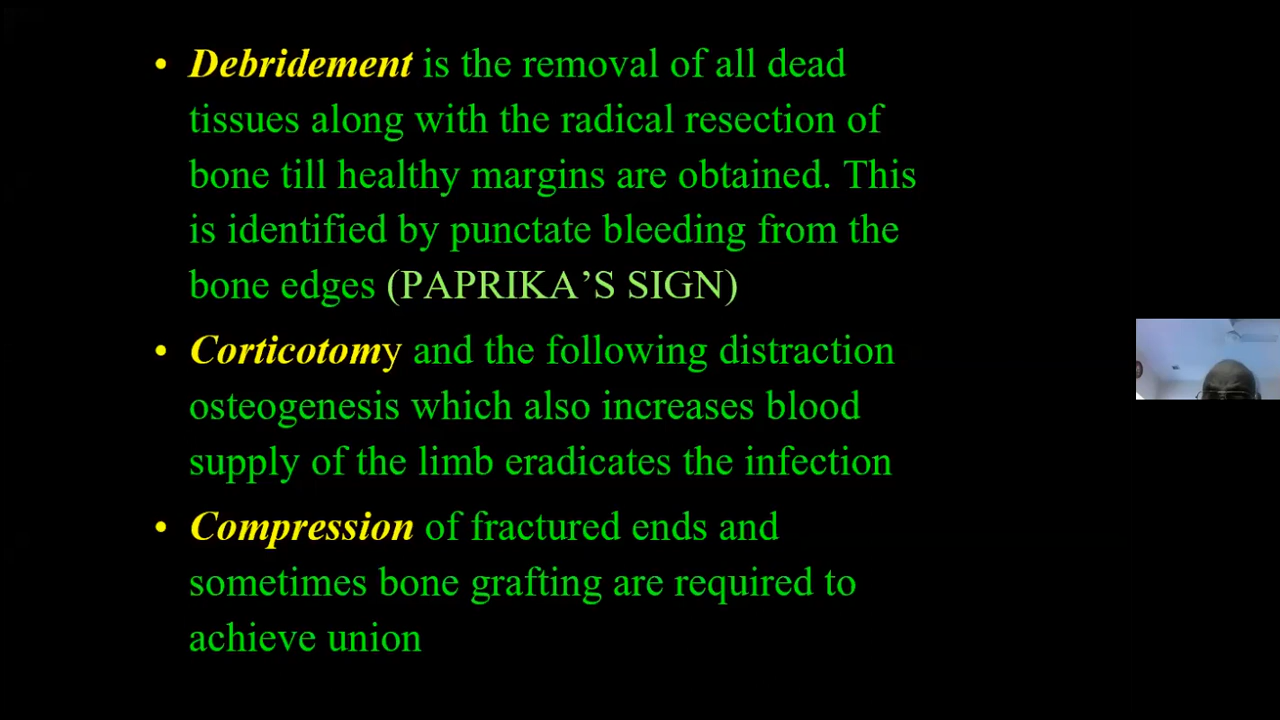 • Debridement is the removal of all dead
tissues along with the radical resection of
bone till healthy margins are obtained. This
is identified by punctate bleeding from the
bone edges (PAPRIKA’S SIGN)
• Corticotomy and the following distraction
osteogenesis which also increases blood
supply of the limb eradicates the infection
• Compression of fractured ends and
sometimes bone grafting are required to
achieve union